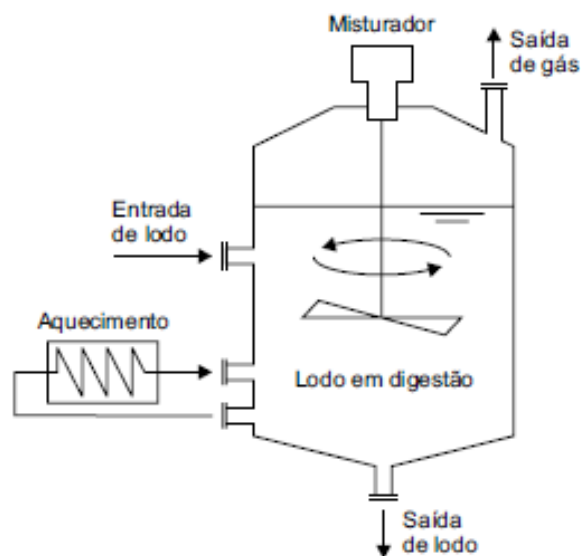 Misturador
Saída
de gás
Entrada
de lodo
Aquecimento
Lodo em digestão
Saída
de lodo